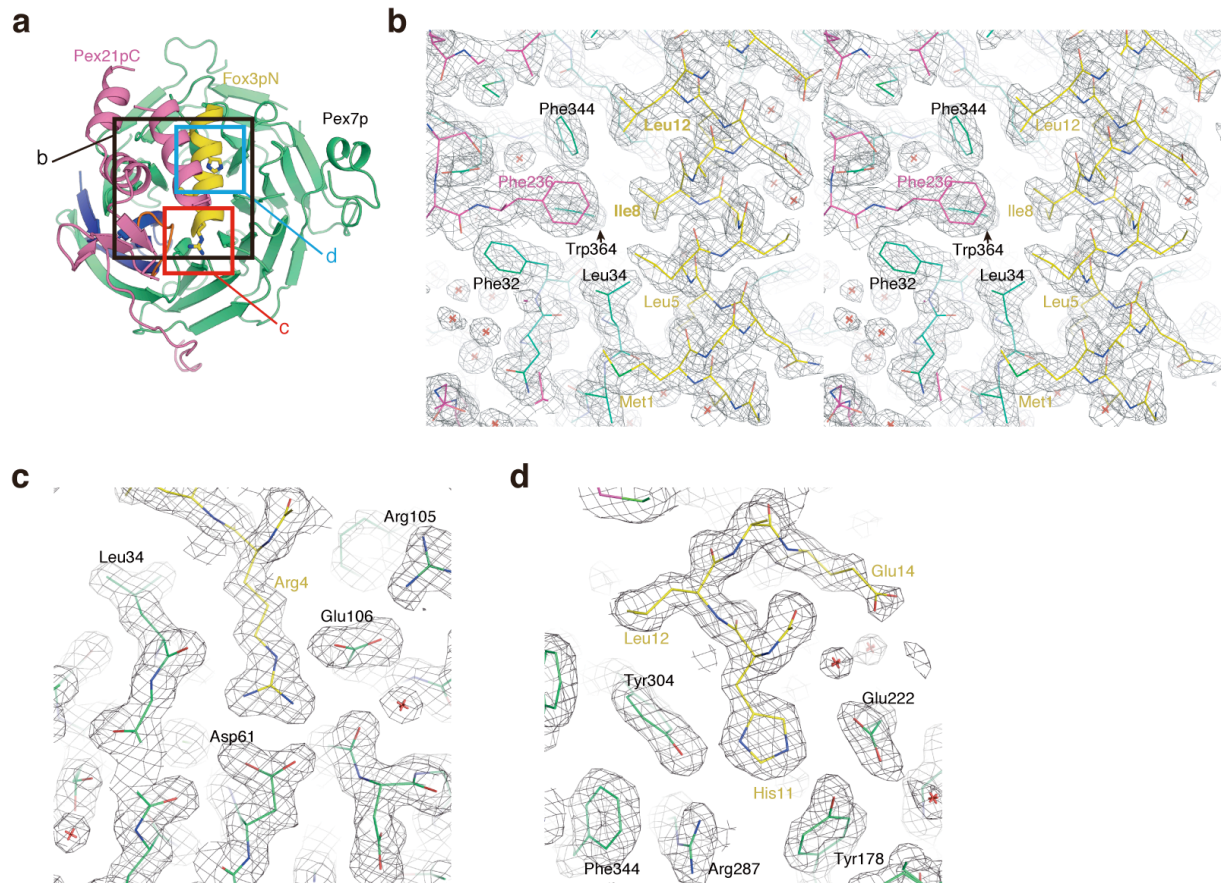 a
Pex21pC
Fox3pN
Pex7p
b
d
c
b
Phe344
Leu12
Phe236
Ile8
Trp364
Phe32
Leu34
Leu5
Met1
Phe344
Leu12
Phe236
Ile8
Trp364
Phe32
Leu34
Leu5
Met1
c
Arg105
Leu34
Arg4
Glu106
Asp61
d
Glu14
Leu12
Tyr304
Glu222
His11
Phe344
Arg287
Tyr178